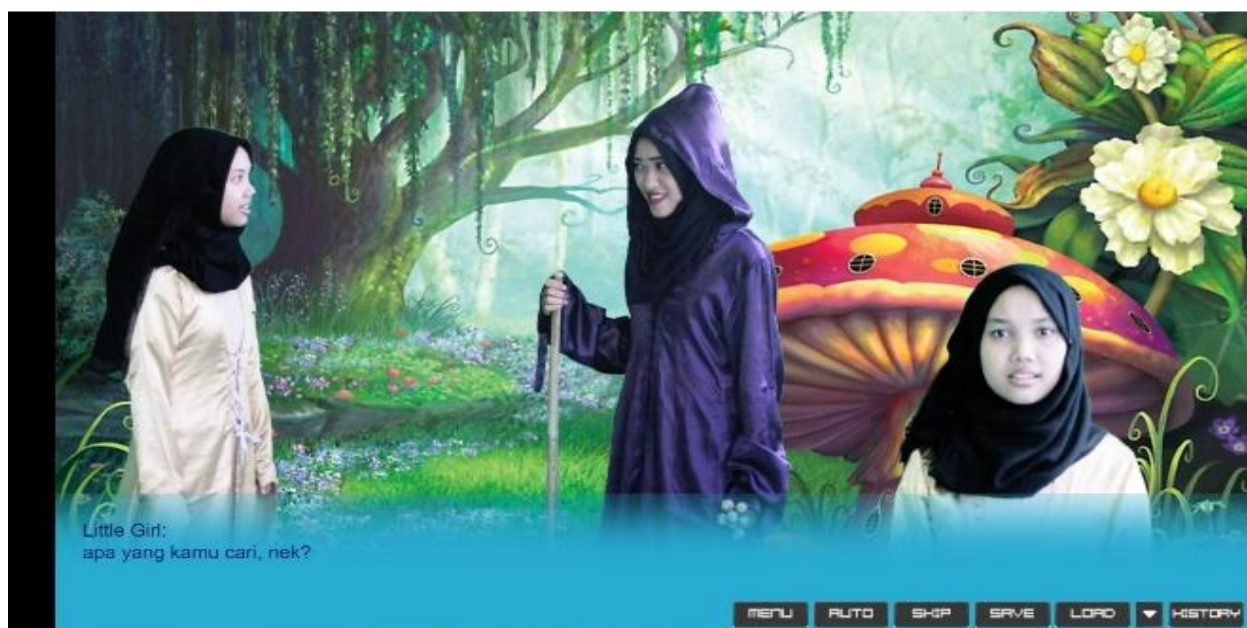 Little Girl:
apa yang kamu cari, nek?
MENU AUTO SKIP SAVE LOAD HISTORY